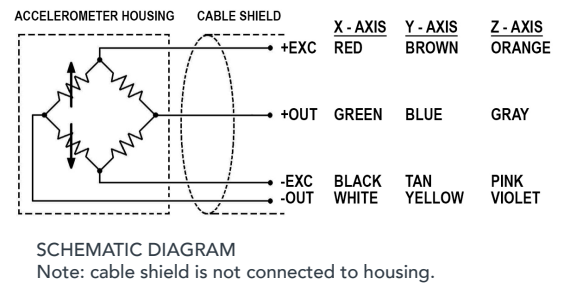 ACCELEROMETER HOUSING CABLE SHIELD
X - AXIS Y - AXIS Z - AXIS
+EXC RED BROWN ORANGE
+OUT GREEN BLUE GRAY
-EXC BLACK TAN PINK
-OUT WHITE YELLOW VIOLET
SCHEMATIC DIAGRAM
Note: cable shield is not connected to housing.